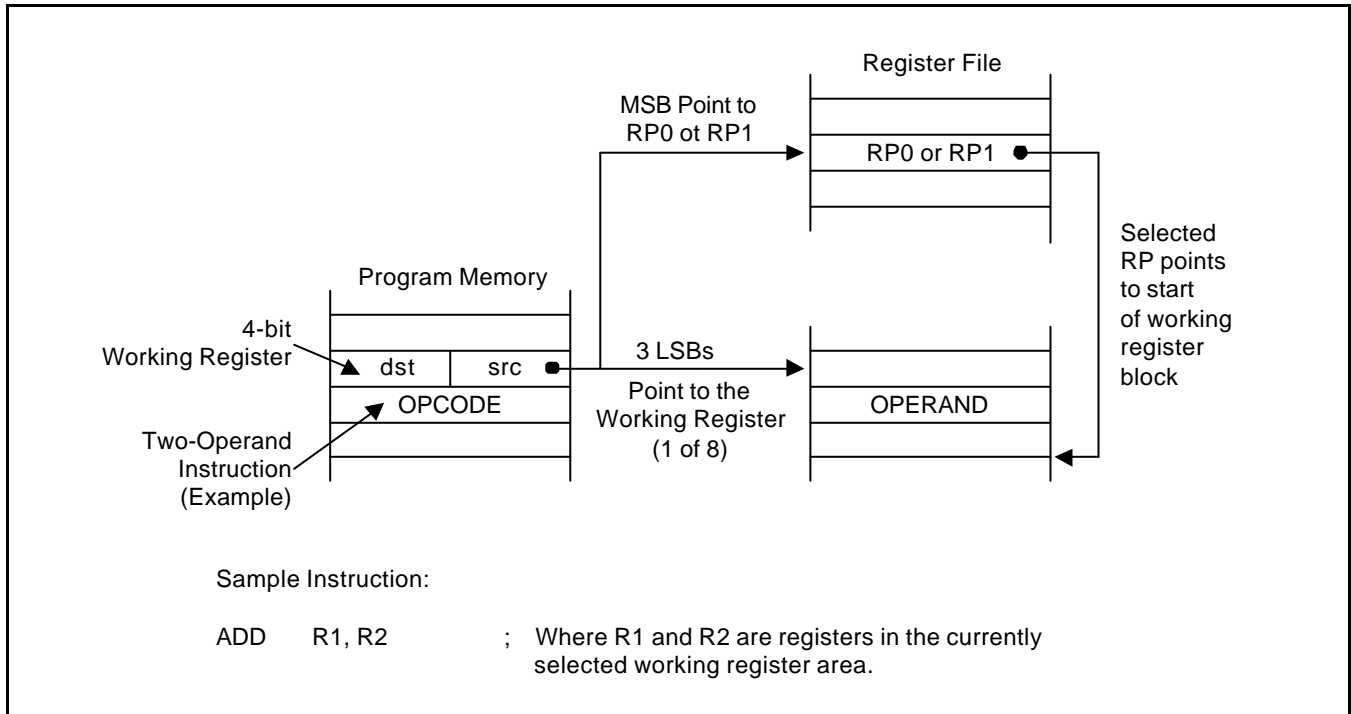 Register File
MSB Point to
RP0 ot RP1
RP0 or RP1
Selected
RP points
to start
of working
register
block
Program Memory
4-bit
Working Register
dst src
OPCODE
Two-Operand
Instruction
(Example)
3 LSBs
Point to the
Working Register
(1 of 8)
OPERAND
Sample Instruction:
ADD R1, R2 ; Where R1 and R2 are registers in the currently
selected working register area.